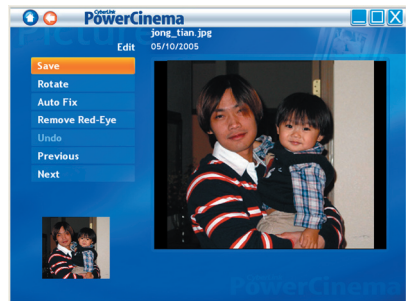 CyberLink
PowerCinema
jong_tian.jpg
Edit
05/10/2005
Save
Rotate
Auto Fix
Remove Red-Eye
Undo
Previous
Next
PowerCinema